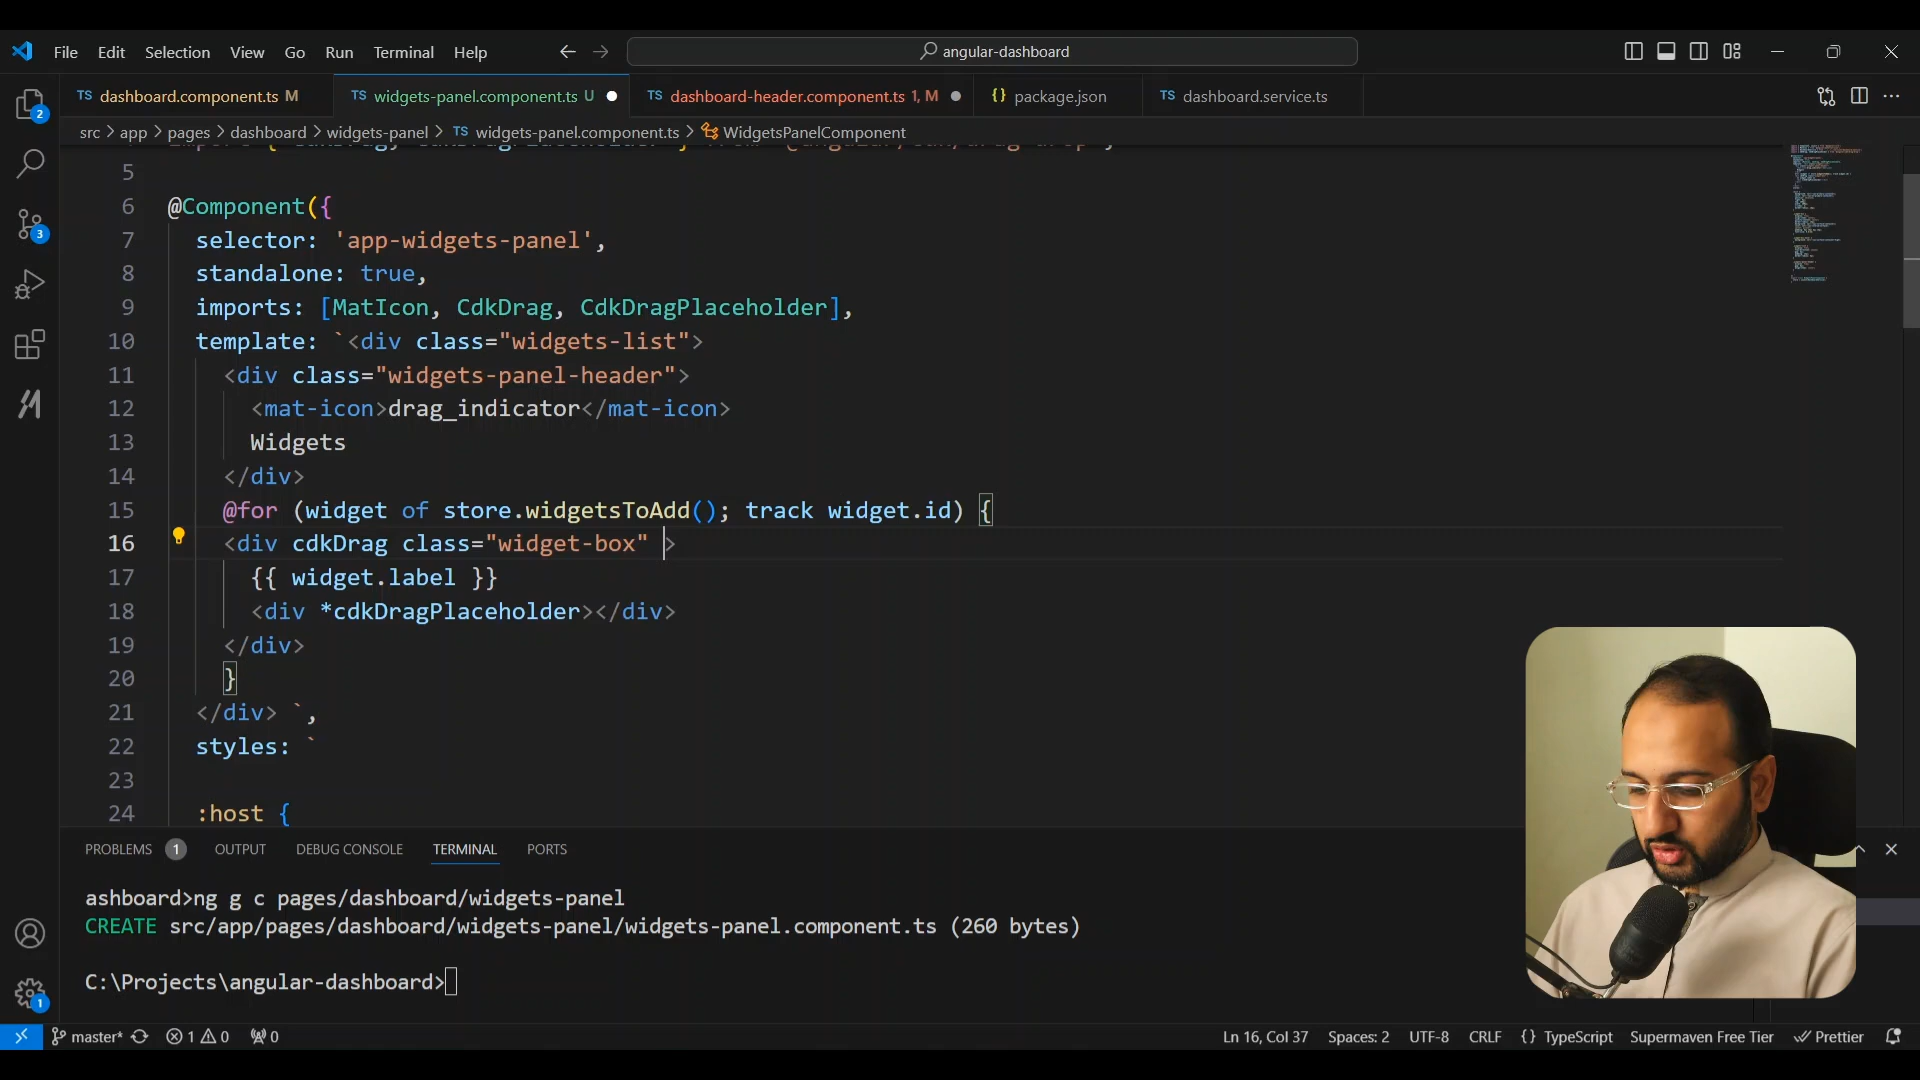 File Edit Selection View Go Run Terminal Help angular-dashboard
TS dashboard.component.ts M TS widgets-panel.component.ts U TS dashboard-header.component.ts 1, M {} package.json TS dashboard.service.ts
src > app > pages > dashboard > widgets-panel > TS widgets-panel.component.ts > WidgetsPanelComponent
5
6 @Component({
7 selector: 'app-widgets-panel',
8 standalone: true,
9 imports: [MatIcon, CdkDrag, CdkDragPlaceholder],
10 template: `<div class="widgets-list">
11 <div class="widgets-panel-header">
12 <mat-icon>drag_indicator</mat-icon>
13 Widgets
14 </div>
15 @for (widget of store.widgetsToAdd(); track widget.id) {
16 <div cdkDrag class="widget-box" >
17 {{ widget.label }}
18 <div *cdkDragPlaceholder></div>
19 </div>
20 }
21 </div> `,
22 styles: `
23
24 :host {
PROBLEMS 1 OUTPUT DEBUG CONSOLE TERMINAL PORTS
ashboard>ng g c pages/dashboard/widgets-panel
CREATE src/app/pages/dashboard/widgets-panel/widgets-panel.component.ts (260 bytes)
C:\Projects\angular-dashboard>
2
3
1
master* 1 0 0 Ln 16, Col 37 Spaces: 2 UTF-8 CRLF {} TypeScript Supermaven Free Tier Prettier